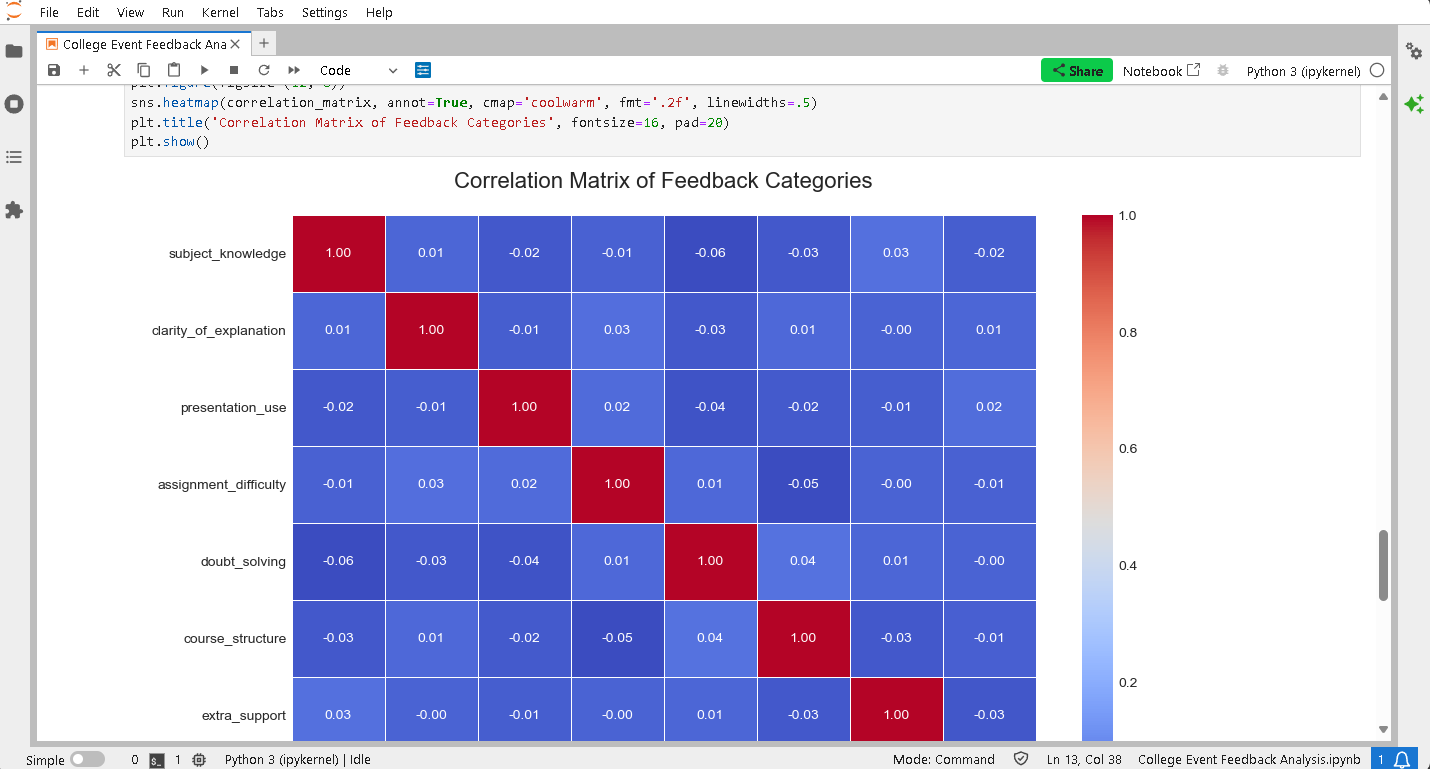 File Edit View Run Kernel Tabs Settings Help
College Event Feedback Ana
Code
Share
Notebook
Python 3 (ipykernel)
sns.heatmap(correlation_matrix, annot=True, cmap='coolwarm', fmt='.2f', linewidths=.5)
plt.title('Correlation Matrix of Feedback Categories', fontsize=16, pad=20)
plt.show()
Correlation Matrix of Feedback Categories
subject_knowledge 1.00 0.01 -0.02 -0.01 -0.06 -0.03 0.03 -0.02
clarity_of_explanation 0.01 1.00 -0.01 0.03 -0.03 0.01 -0.00 0.01
presentation_use -0.02 -0.01 1.00 0.02 -0.04 -0.02 -0.01 0.02
assignment_difficulty -0.01 0.03 0.02 1.00 0.01 -0.05 -0.00 -0.01
doubt_solving -0.06 -0.03 -0.04 0.01 1.00 0.04 0.01 -0.00
course_structure -0.03 0.01 -0.02 -0.05 0.04 1.00 -0.03 -0.01
extra_support 0.03 -0.00 -0.01 -0.00 0.01 -0.03 1.00 -0.03
1.0
0.8
0.6
0.4
0.2
Simple 0 1 Python 3 (ipykernel) | Idle Mode: Command Ln 13, Col 38 College Event Feedback Analysis.ipynb 1